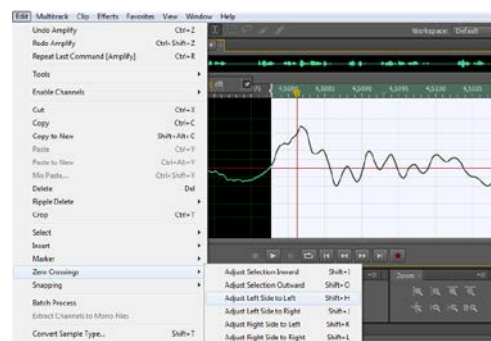 Edit Multitrack Clip Effects Favorites View Window Help
Undo Amplify Ctrl+Z
Redo Amplify Ctrl+Shift+Z
Repeat Last Command [Amplify] Ctrl+R
Workspace: Default
Tools
Enable Channels
Cut Ctrl+X
Copy Ctrl+C
Copy to New Shift+Alt+C
Paste Ctrl+V
Paste to New Ctrl+Alt+V
Mix Paste... Ctrl+Shift+V
Delete Del
Ripple Delete
Crop Ctrl+T
Select
Insert
Marker
Zero Crossings
Snapping
Batch Process
Extract Channels to Mono Files
Convert Sample Type... Shift+T
Adjust Selection Inward Shift+I
Adjust Selection Outward Shift+O
Adjust Left Side to Left Shift+H
Adjust Left Side to Right Shift+J
Adjust Right Side to Left Shift+K
Adjust Right Side to Right Shift+L
Zoom